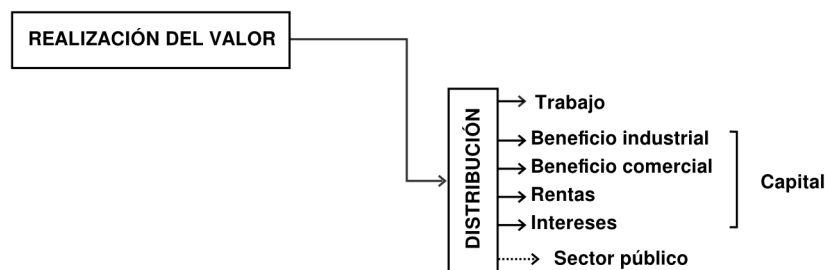 REALIZACIÓN DEL VALOR
DISTRIBUCIÓN
Trabajo
Beneficio industrial
Beneficio comercial
Rentas
Intereses
Capital
Sector público